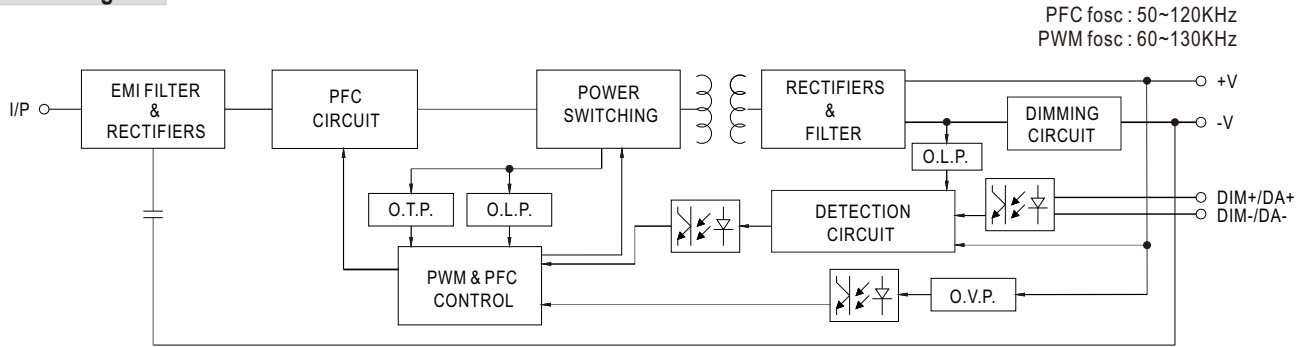 PFC fosc : 50~120KHz
PWM fosc : 60~130KHz
I/P
EMI FILTER
&
RECTIFIERS
PFC
CIRCUIT
POWER
SWITCHING
RECTIFIERS
&
FILTER
DIMMING
CIRCUIT
+V
-V
O.L.P.
O.T.P.
O.L.P.
DETECTION
CIRCUIT
DIM+/DA+
DIM-/DA-
PWM & PFC
CONTROL
O.V.P.